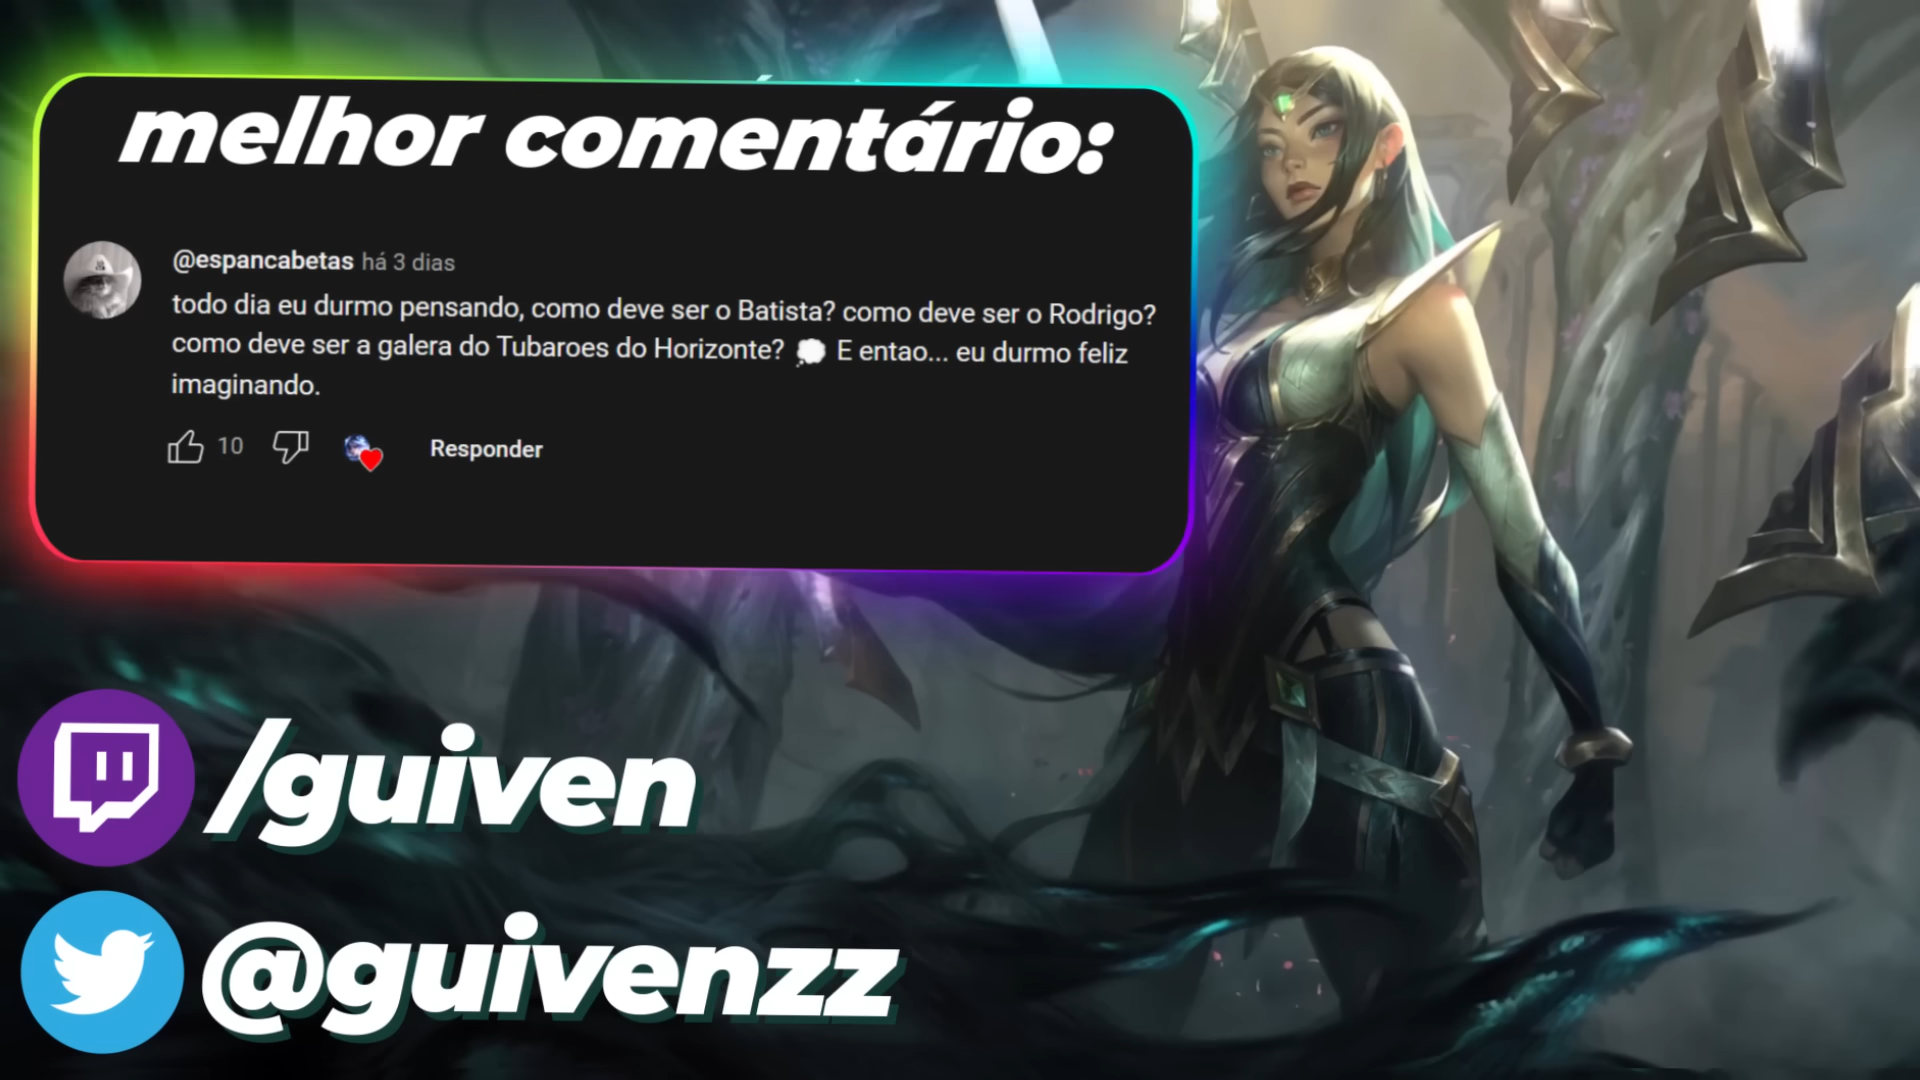 melhor comentário:
@espancabetas há 3 dias
todo dia eu durmo pensando, como deve ser o Batista? como deve ser o Rodrigo?
como deve ser a galera do Tubaroes do Horizonte? 💭 E entao... eu durmo feliz
imaginando.
10 Responder
/guiven
@guivenzz